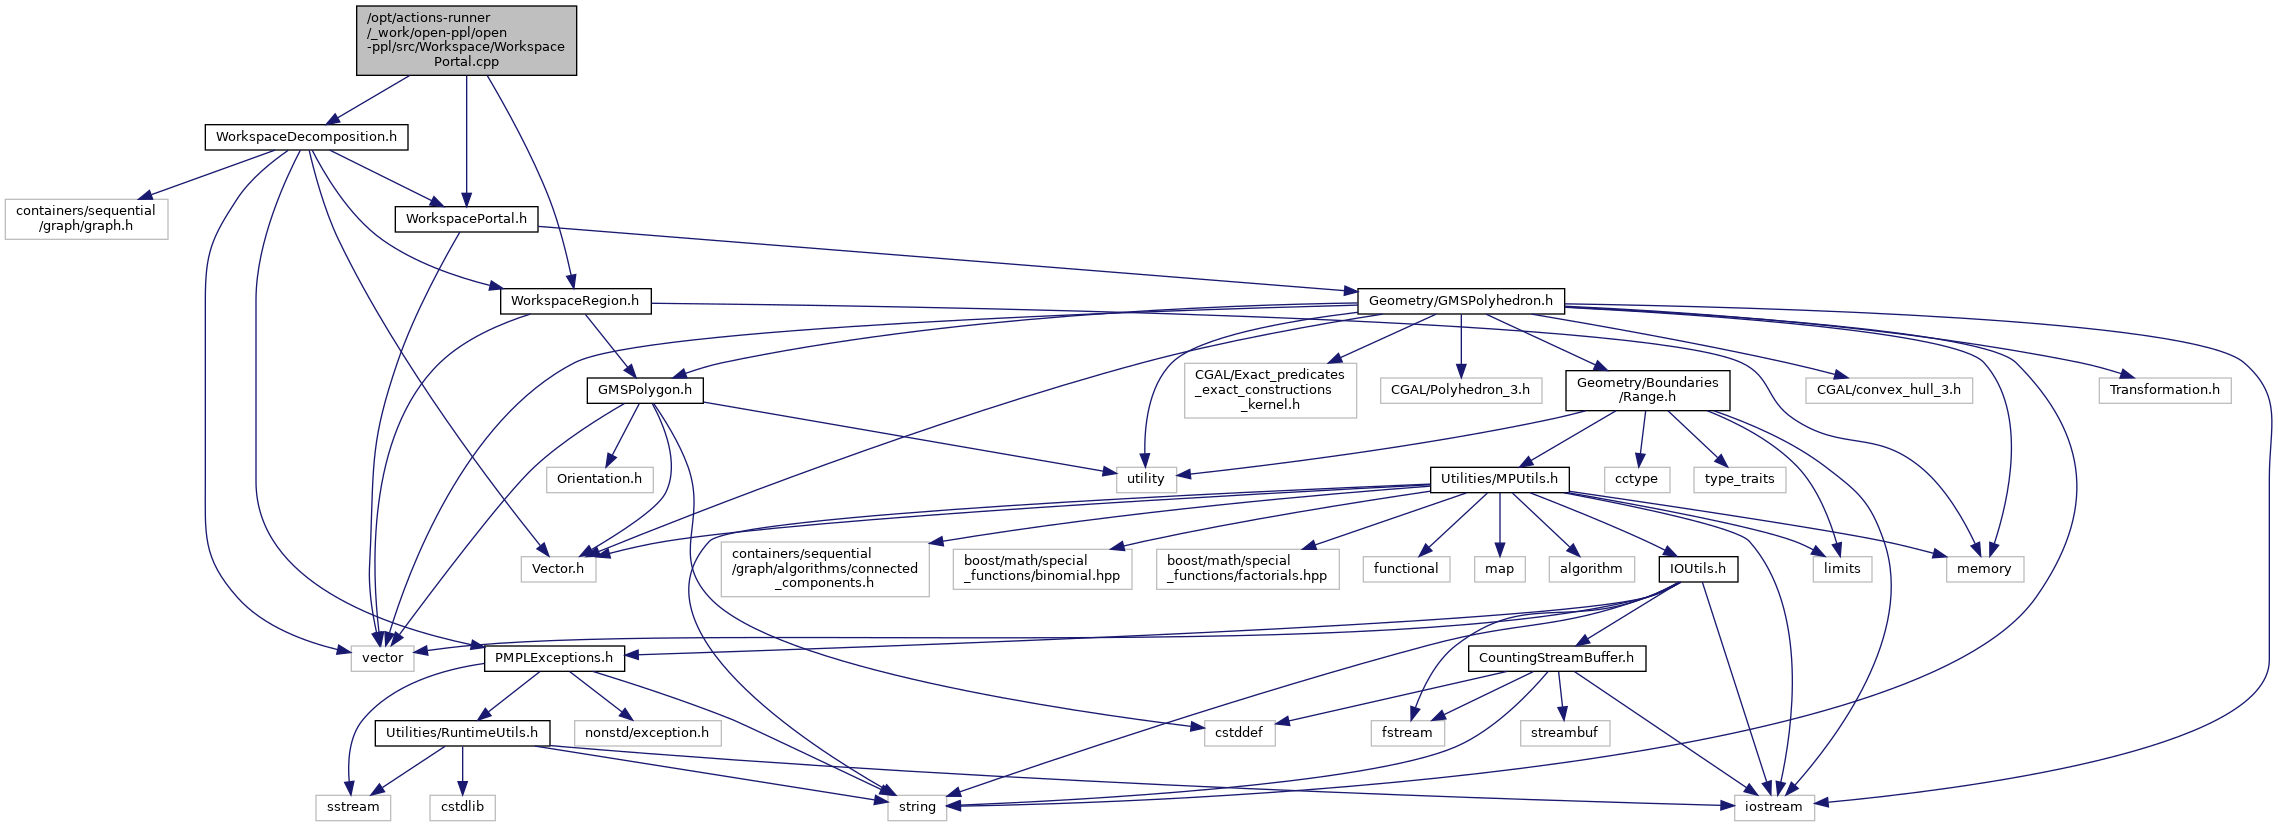 /opt/actions-runner
/_work/open-ppl/open
-ppl/src/Workspace/Workspace
Portal.cpp
WorkspaceDecomposition.h
containers/sequential
/graph/graph.h
WorkspacePortal.h
WorkspaceRegion.h
Geometry/GMSPolyhedron.h
GMSPolygon.h
CGAL/Exact_predicates
_exact_constructions
_kernel.h
CGAL/Polyhedron_3.h
Geometry/Boundaries
/Range.h
CGAL/convex_hull_3.h
Transformation.h
Orientation.h
utility
Utilities/MPUtils.h
cctype
type_traits
Vector.h
containers/sequential
/graph/algorithms/connected
_components.h
boost/math/special
_functions/binomial.hpp
boost/math/special
_functions/factorials.hpp
functional
map
algorithm
IOUtils.h
limits
memory
vector
PMPLExceptions.h
CountingStreamBuffer.h
Utilities/RuntimeUtils.h
nonstd/exception.h
cstddef
fstream
streambuf
sstream
cstdlib
string
iostream